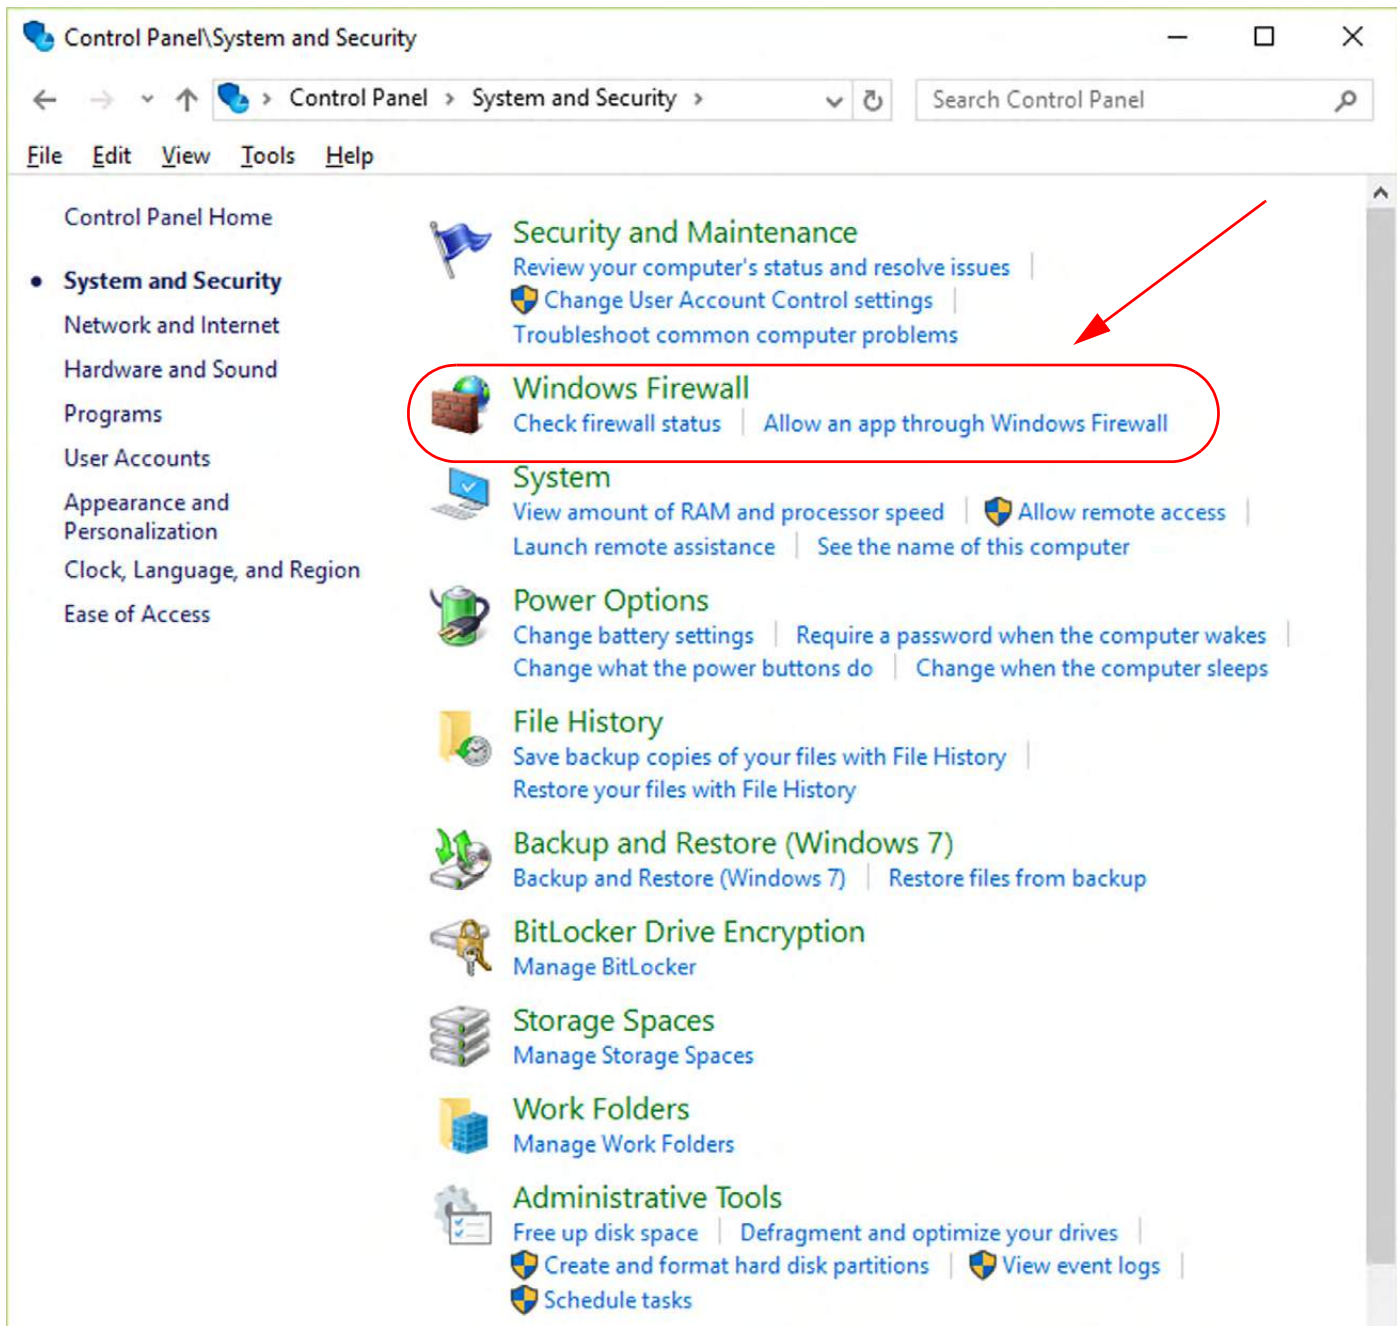 Control Panel\System and Security
Control Panel System and Security Search Control Panel
File Edit View Tools Help
Control Panel Home
System and Security
Network and Internet
Hardware and Sound
Programs
User Accounts
Appearance and
Personalization
Clock, Language, and Region
Ease of Access
Security and Maintenance
Review your computer's status and resolve issues
Change User Account Control settings
Troubleshoot common computer problems
Windows Firewall
Check firewall status Allow an app through Windows Firewall
System
View amount of RAM and processor speed Allow remote access
Launch remote assistance See the name of this computer
Power Options
Change battery settings Require a password when the computer wakes
Change what the power buttons do Change when the computer sleeps
File History
Save backup copies of your files with File History
Restore your files with File History
Backup and Restore (Windows 7)
Backup and Restore (Windows 7) Restore files from backup
BitLocker Drive Encryption
Manage BitLocker
Storage Spaces
Manage Storage Spaces
Work Folders
Manage Work Folders
Administrative Tools
Free up disk space Defragment and optimize your drives
Create and format hard disk partitions View event logs
Schedule tasks